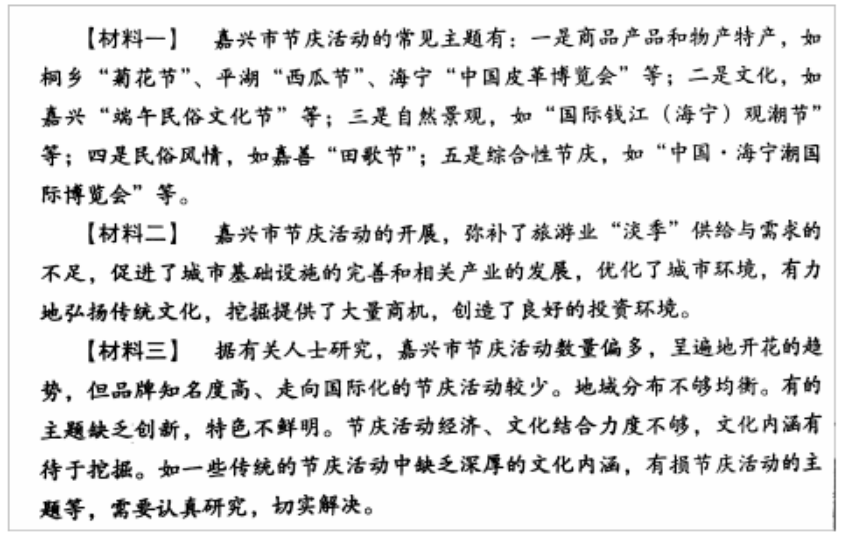 【材料一】 嘉兴市节庆活动的常见主题有：一是商品产品和物产特产，如
桐乡“菊花节”、平湖“西瓜节”、海宁“中国皮革博览会”等；二是文化，如
嘉兴“端午民俗文化节”等；三是自然景观，如“国际钱江（海宁）观潮节”
等；四是民俗风情，如嘉善“田歌节”；五是综合性节庆，如“中国·海宁潮国
际博览会”等。
【材料二】 嘉兴市节庆活动的开展，弥补了旅游业“淡季”供给与需求的
不足，促进了城市基础设施的完善和相关产业的发展，优化了城市环境，有力
地弘扬传统文化，挖掘提供了大量商机，创造了良好的投资环境。
【材料三】 据有关人士研究，嘉兴市节庆活动数量偏多，呈遍地开花的趋
势，但品牌知名度高、走向国际化的节庆活动较少。地域分布不够均衡。有的
主题缺乏创新，特色不鲜明。节庆活动经济、文化结合力度不够，文化内涵有
待于挖掘。如一些传统的节庆活动中缺乏深厚的文化内涵，有损节庆活动的主
题等，需要认真研究，切实解决。